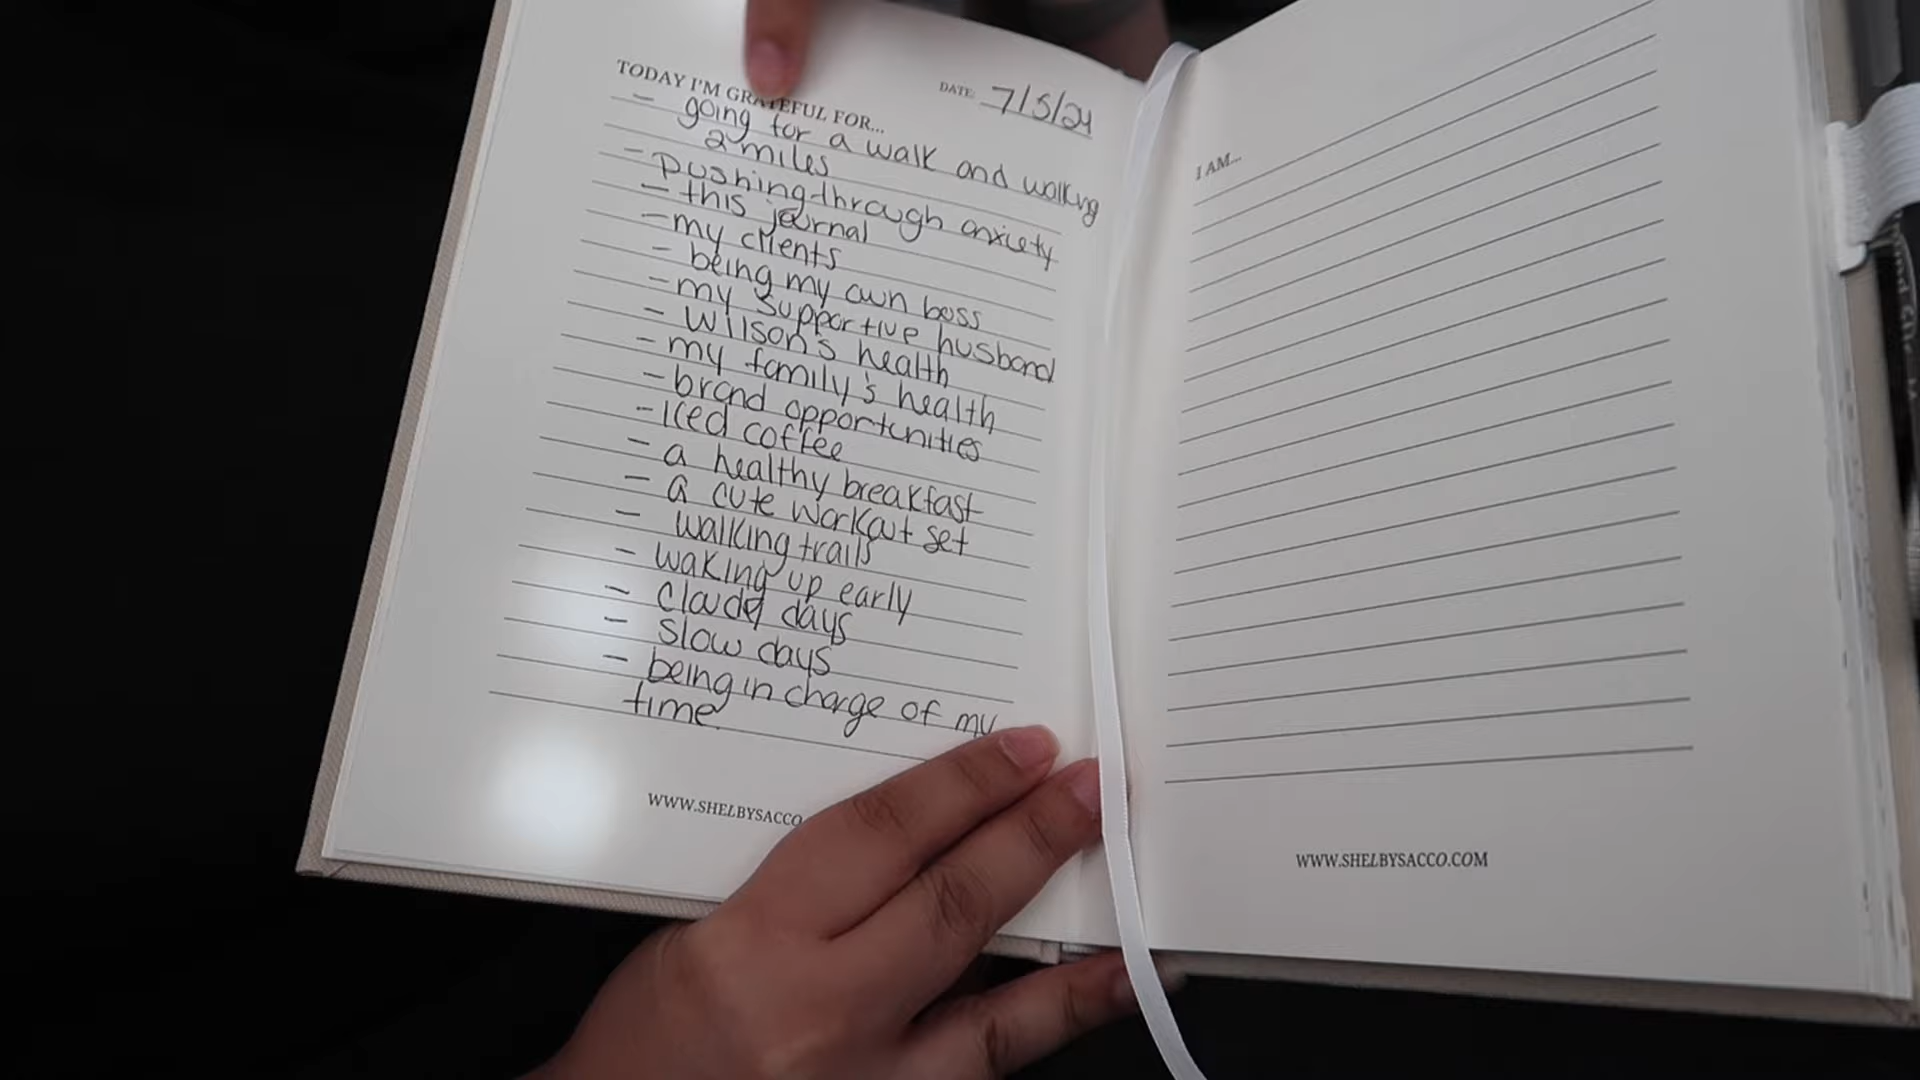 TODAY I'M GRATEFUL FOR...
DATE: 7/5/24
- going for a walk and walking
2 miles
- pushing through anxiety
- this journal
- my clients
- being my own boss
- my supportive husband
- Wilson's health
- my family's health
- brand opportunities
- Iced coffee
- a healthy breakfast
- a cute workout set
- walking trails
- waking up early
- cloudy days
- slow days
- being in charge of my
time.
WWW.SHELBYSACCO
I AM...
WWW.SHELBYSACCO.COM